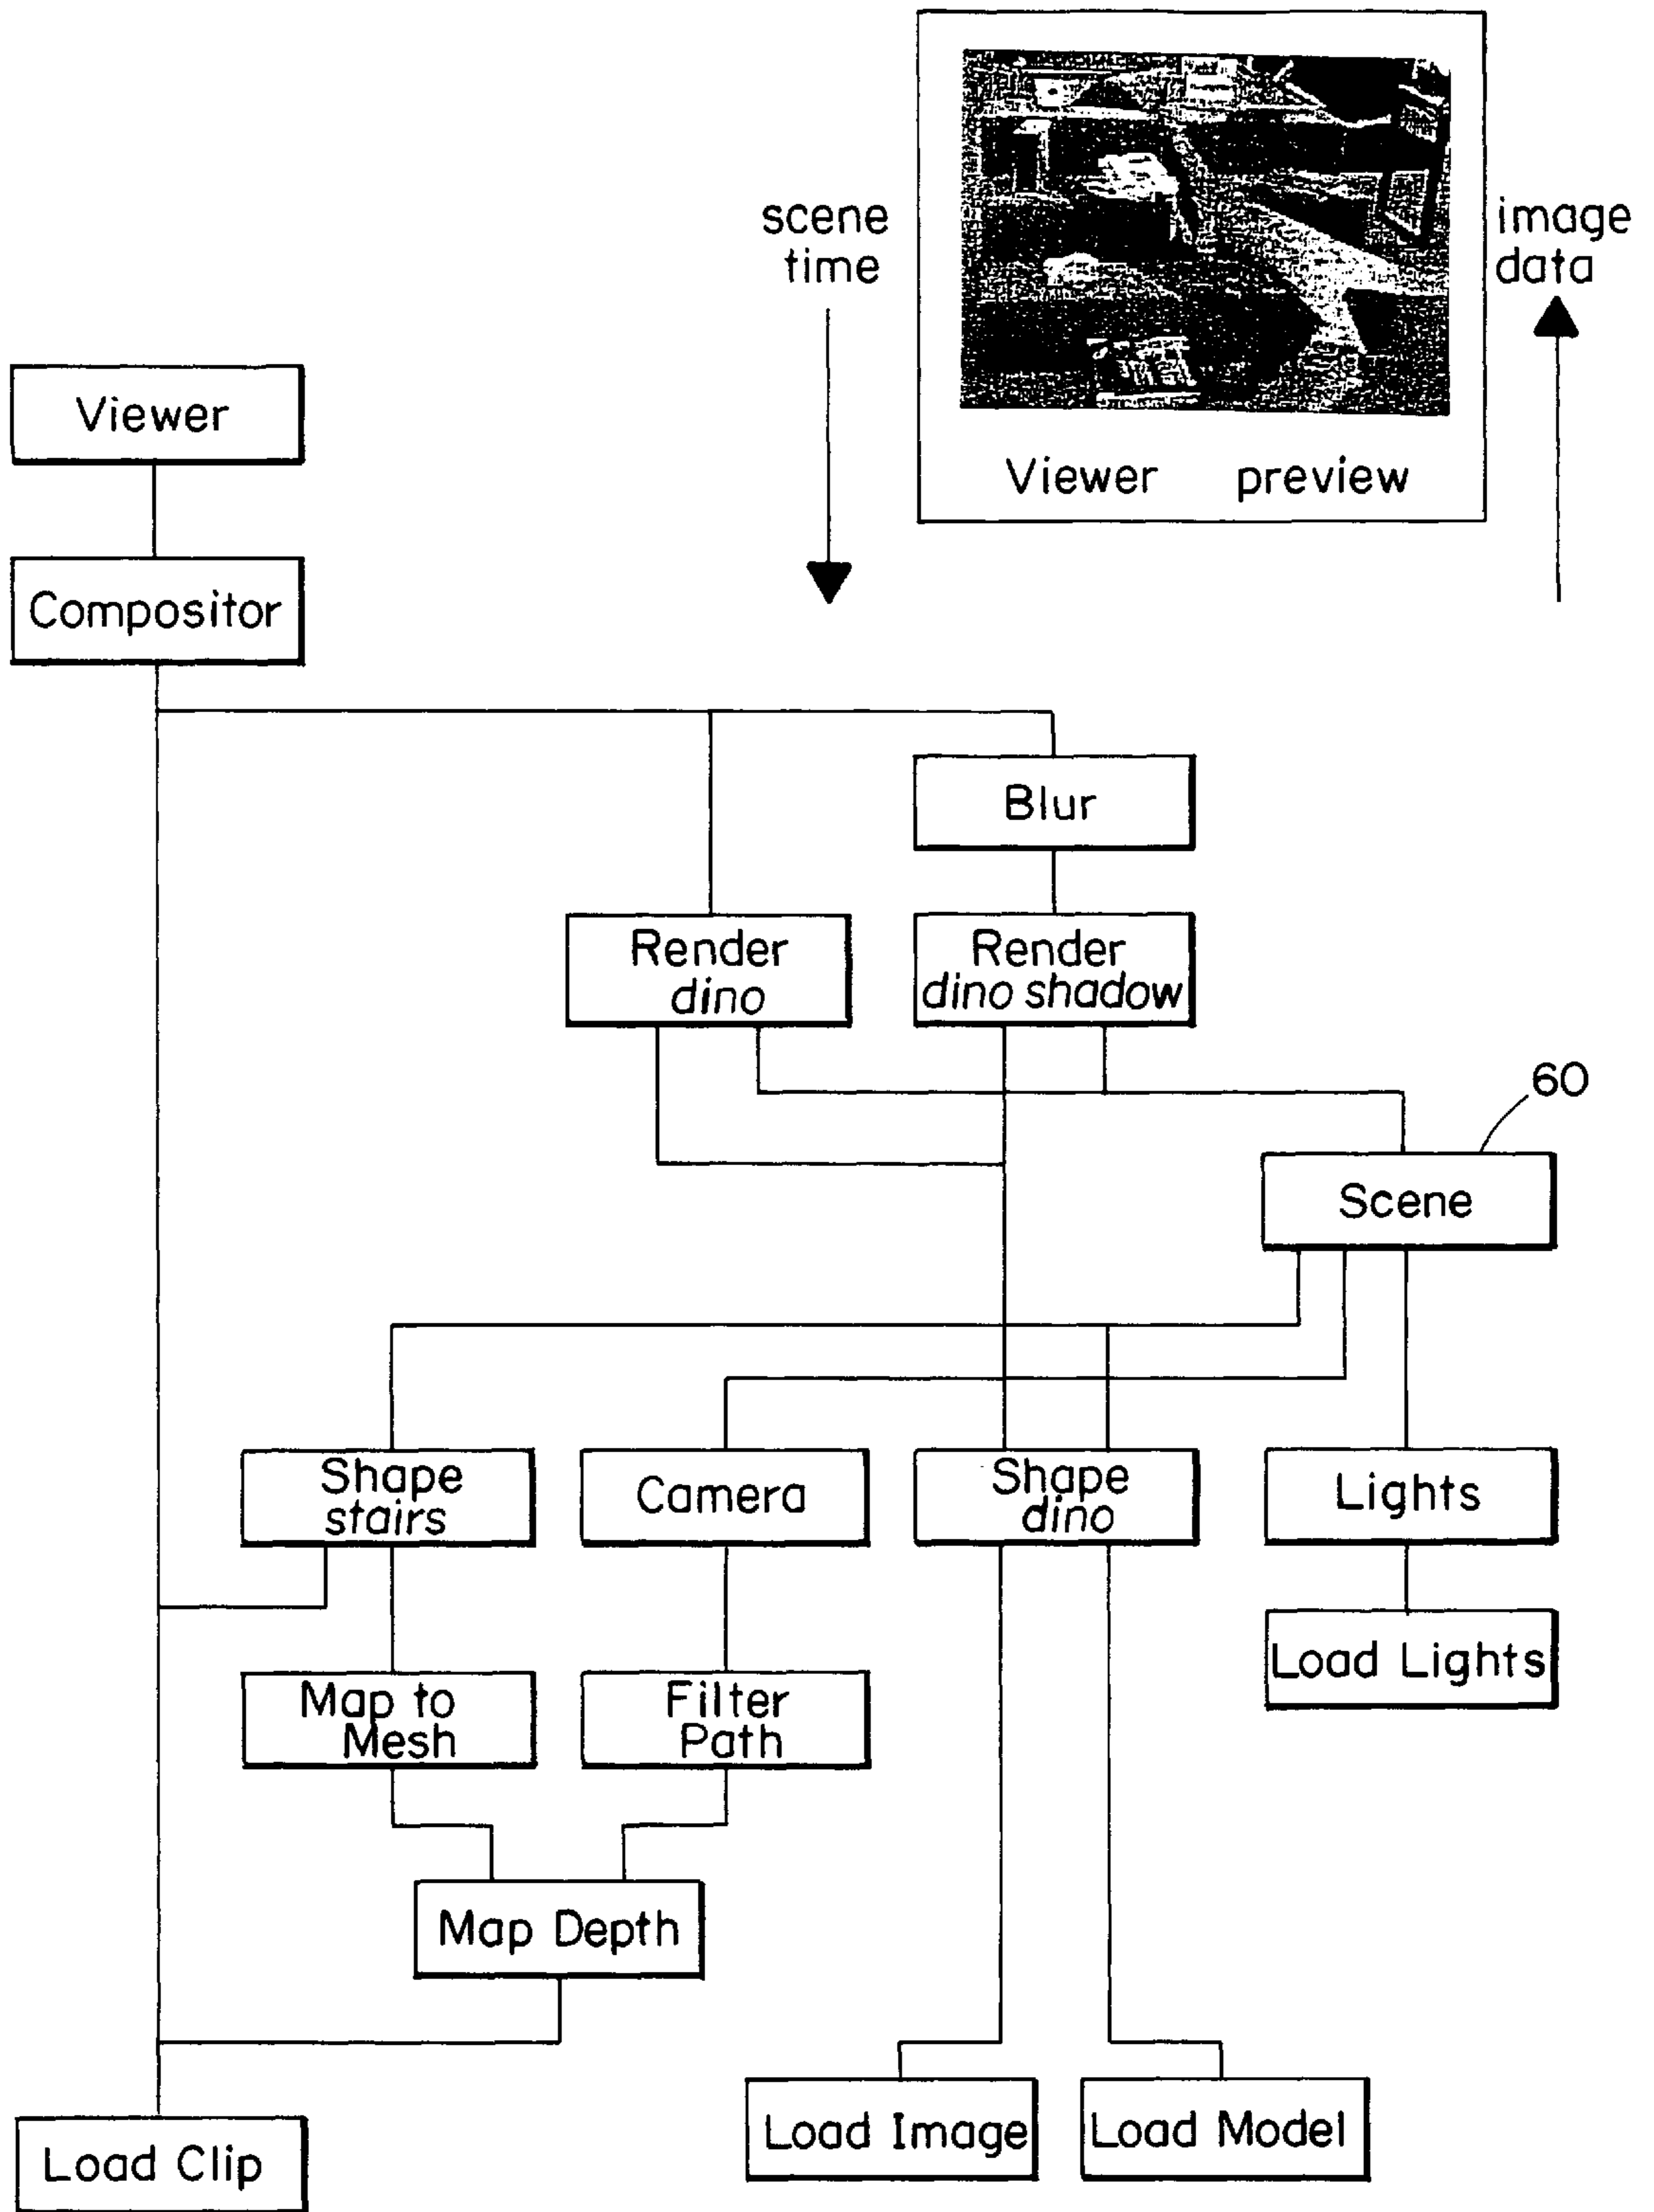 scene
time
image
data
Viewer preview
Viewer
Compositor
Blur
Render
dino
Render
dino shadow
60
Scene
Shape
stairs
Camera
Shape
dino
Lights
Load Lights
Map to
Mesh
Filter
Path
Map Depth
Load Image
Load Model
Load Clip